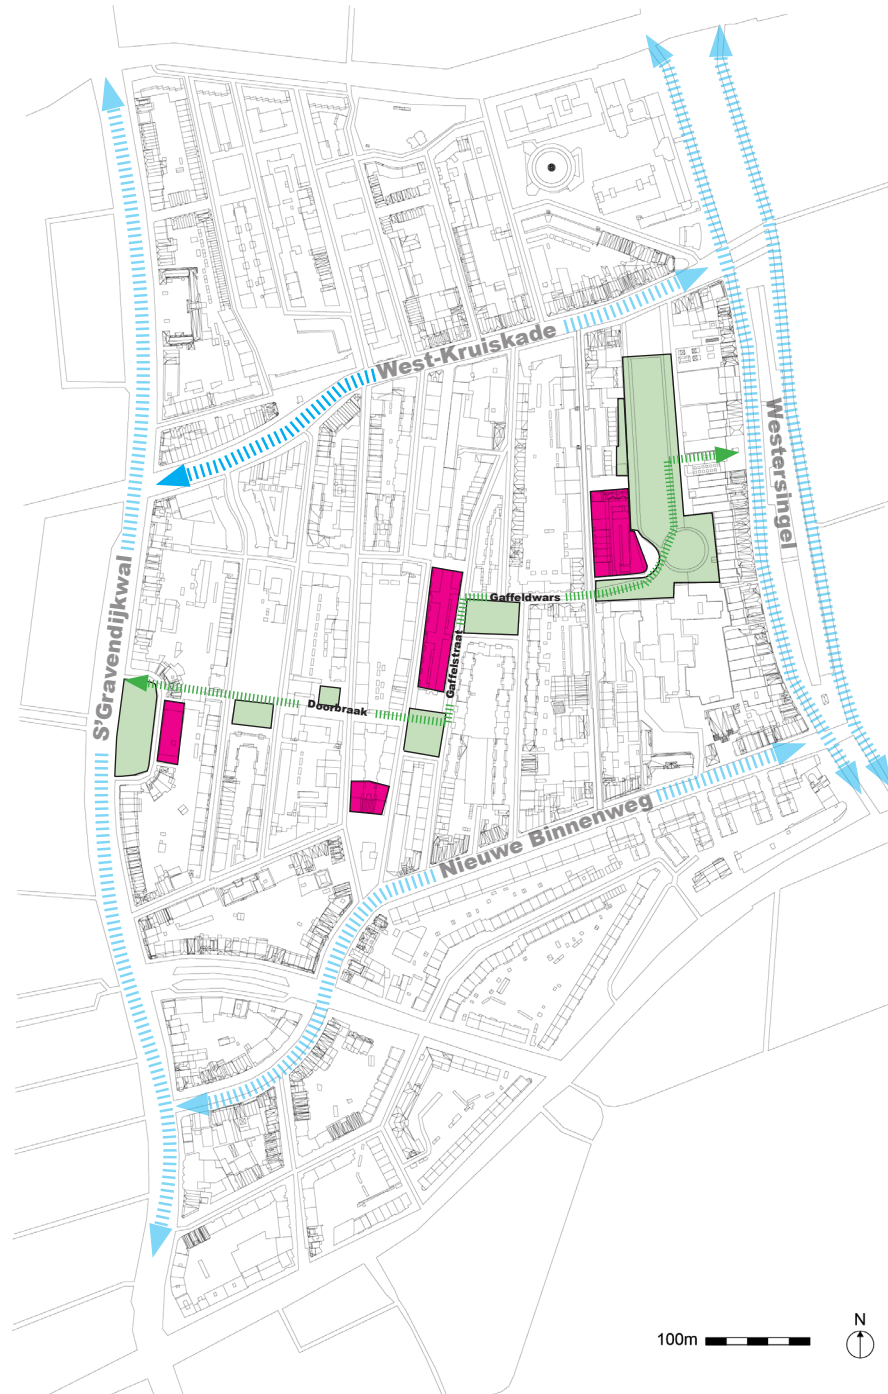 West-Kruiskade
Westersingel
S'Gravendijkwal
Gaffeldwars
Gaffelstraat
Doorbraak
Nieuwe Binnenweg
100m
N